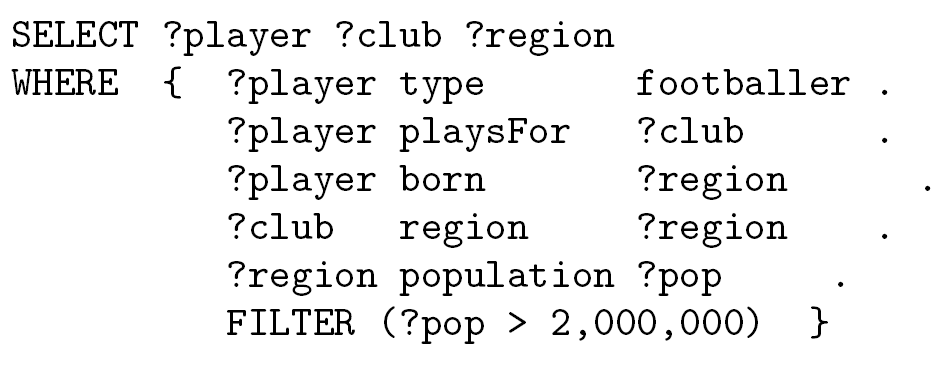 SELECT ?player ?club ?region
WHERE { ?player type footballer .
?player playsFor ?club .
?player born ?region .
?club region ?region .
?region population ?pop .
FILTER (?pop > 2,000,000) }